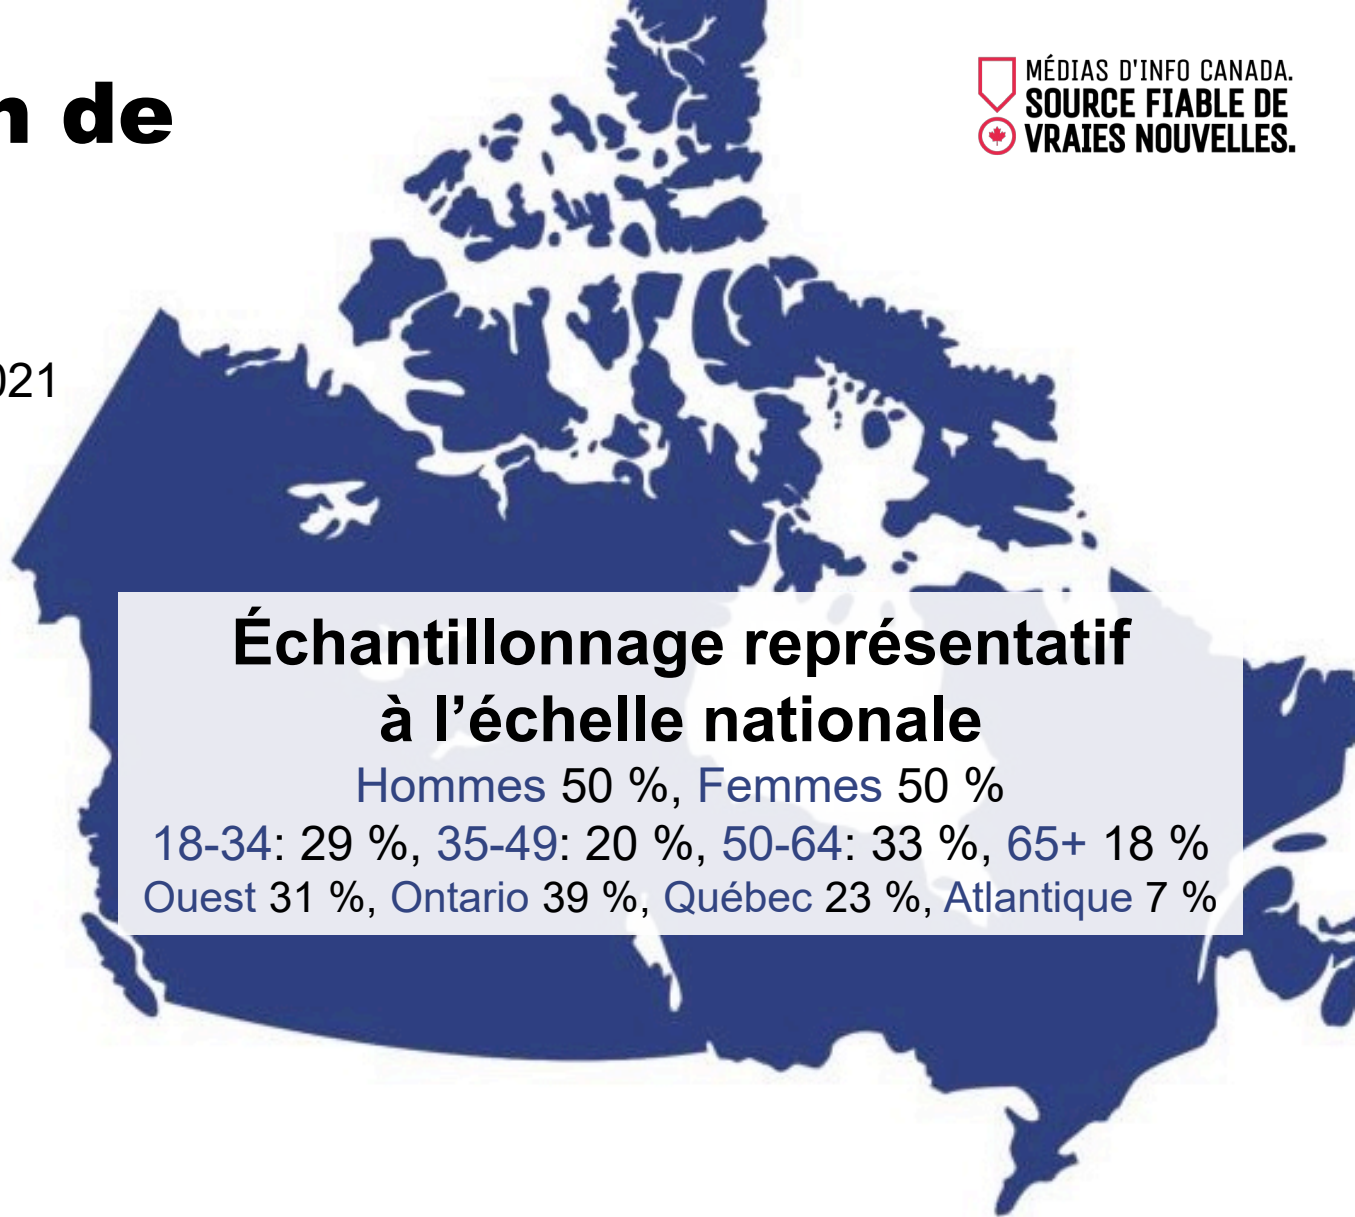 n de
MÉDIAS D'INFO CANADA.
SOURCE FIABLE DE
VRAIES NOUVELLES.
021
Échantillonnage représentatif
à l’échelle nationale
Hommes 50 %, Femmes 50 %
18-34: 29 %, 35-49: 20 %, 50-64: 33 %, 65+ 18 %
Ouest 31 %, Ontario 39 %, Québec 23 %, Atlantique 7 %